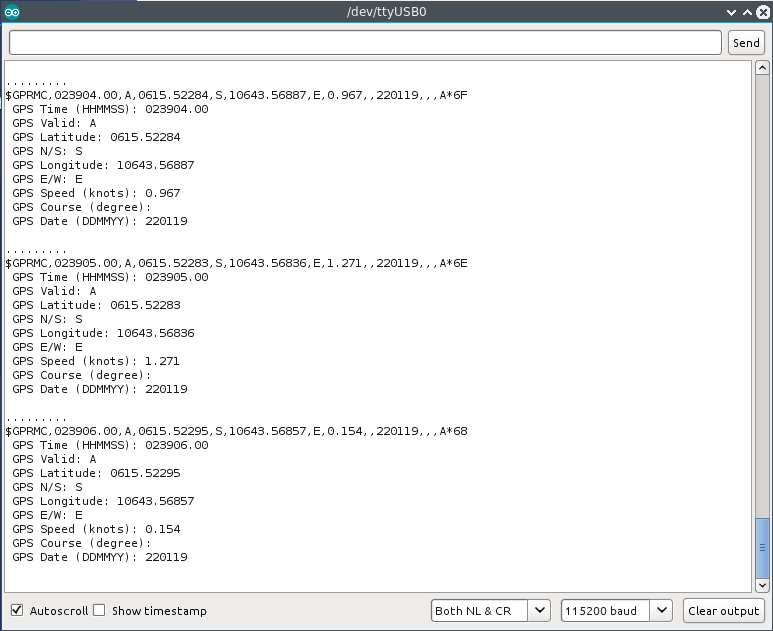 /dev/ttyUSB0
Send
.........
$GPRMC,023904.00,A,0615.52284,S,10643.56887,E,0.967,,220119,,,A*6F
GPS Time (HHMMSS): 023904.00
GPS Valid: A
GPS Latitude: 0615.52284
GPS N/S: S
GPS Longitude: 10643.56887
GPS E/W: E
GPS Speed (knots): 0.967
GPS Course (degree):
GPS Date (DDMMYY): 220119
.........
$GPRMC,023905.00,A,0615.52283,S,10643.56836,E,1.271,,220119,,,A*6E
GPS Time (HHMMSS): 023905.00
GPS Valid: A
GPS Latitude: 0615.52283
GPS N/S: S
GPS Longitude: 10643.56836
GPS E/W: E
GPS Speed (knots): 1.271
GPS Course (degree):
GPS Date (DDMMYY): 220119
.........
$GPRMC,023906.00,A,0615.52295,S,10643.56857,E,0.154,,220119,,,A*68
GPS Time (HHMMSS): 023906.00
GPS Valid: A
GPS Latitude: 0615.52295
GPS N/S: S
GPS Longitude: 10643.56857
GPS E/W: E
GPS Speed (knots): 0.154
GPS Course (degree):
GPS Date (DDMMYY): 220119
Autoscroll Show timestamp Both NL & CR 115200 baud Clear output